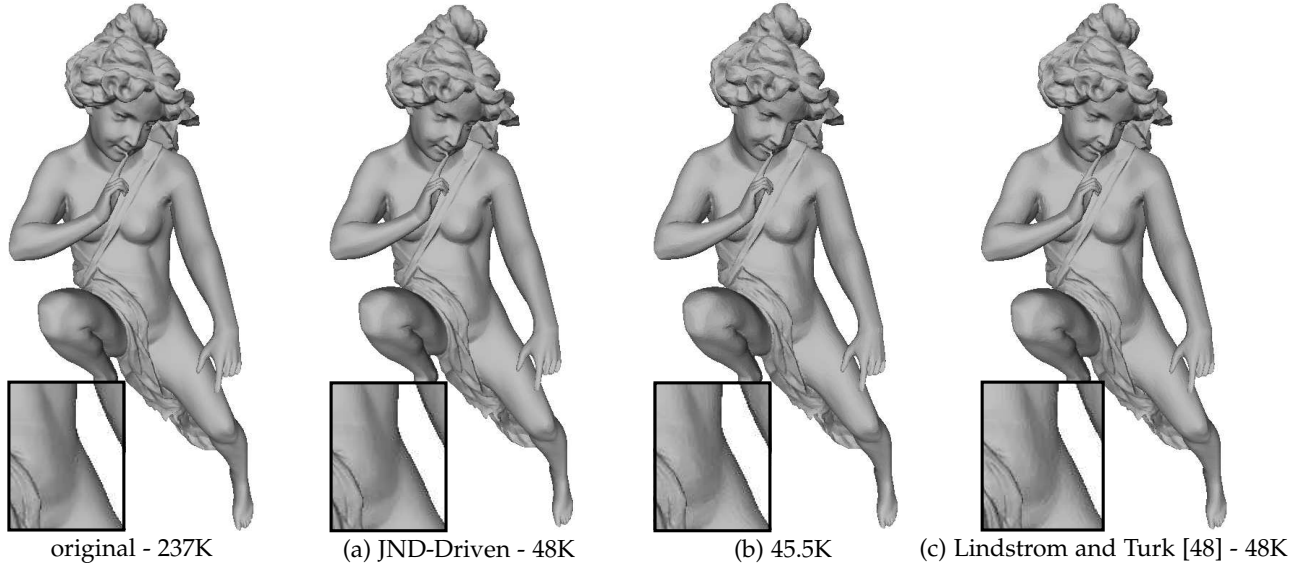 original - 237K
(a) JND-Driven - 48K
(b) 45.5K
(c) Lindstrom and Turk [48] - 48K